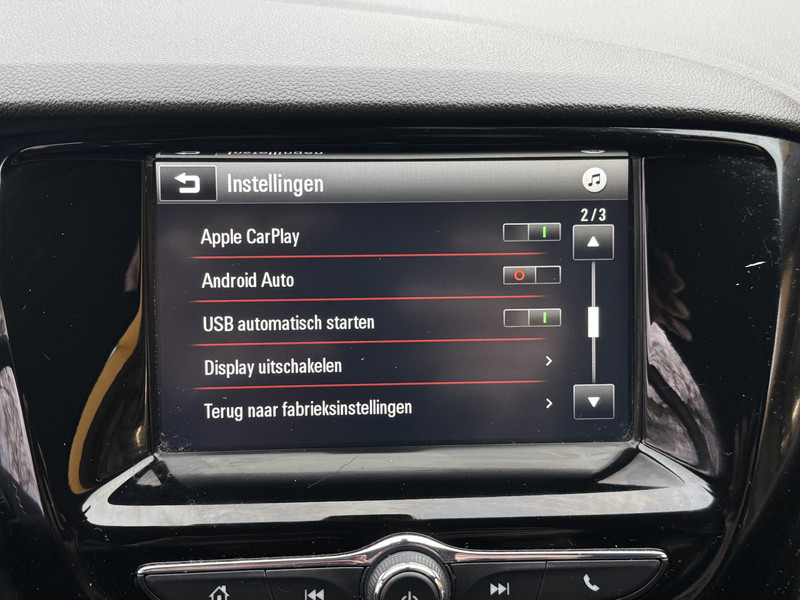 Instellingen
2/3
Apple CarPlay
Android Auto
USB automatisch starten
Display uitschakelen
Terug naar fabrieksinstellingen